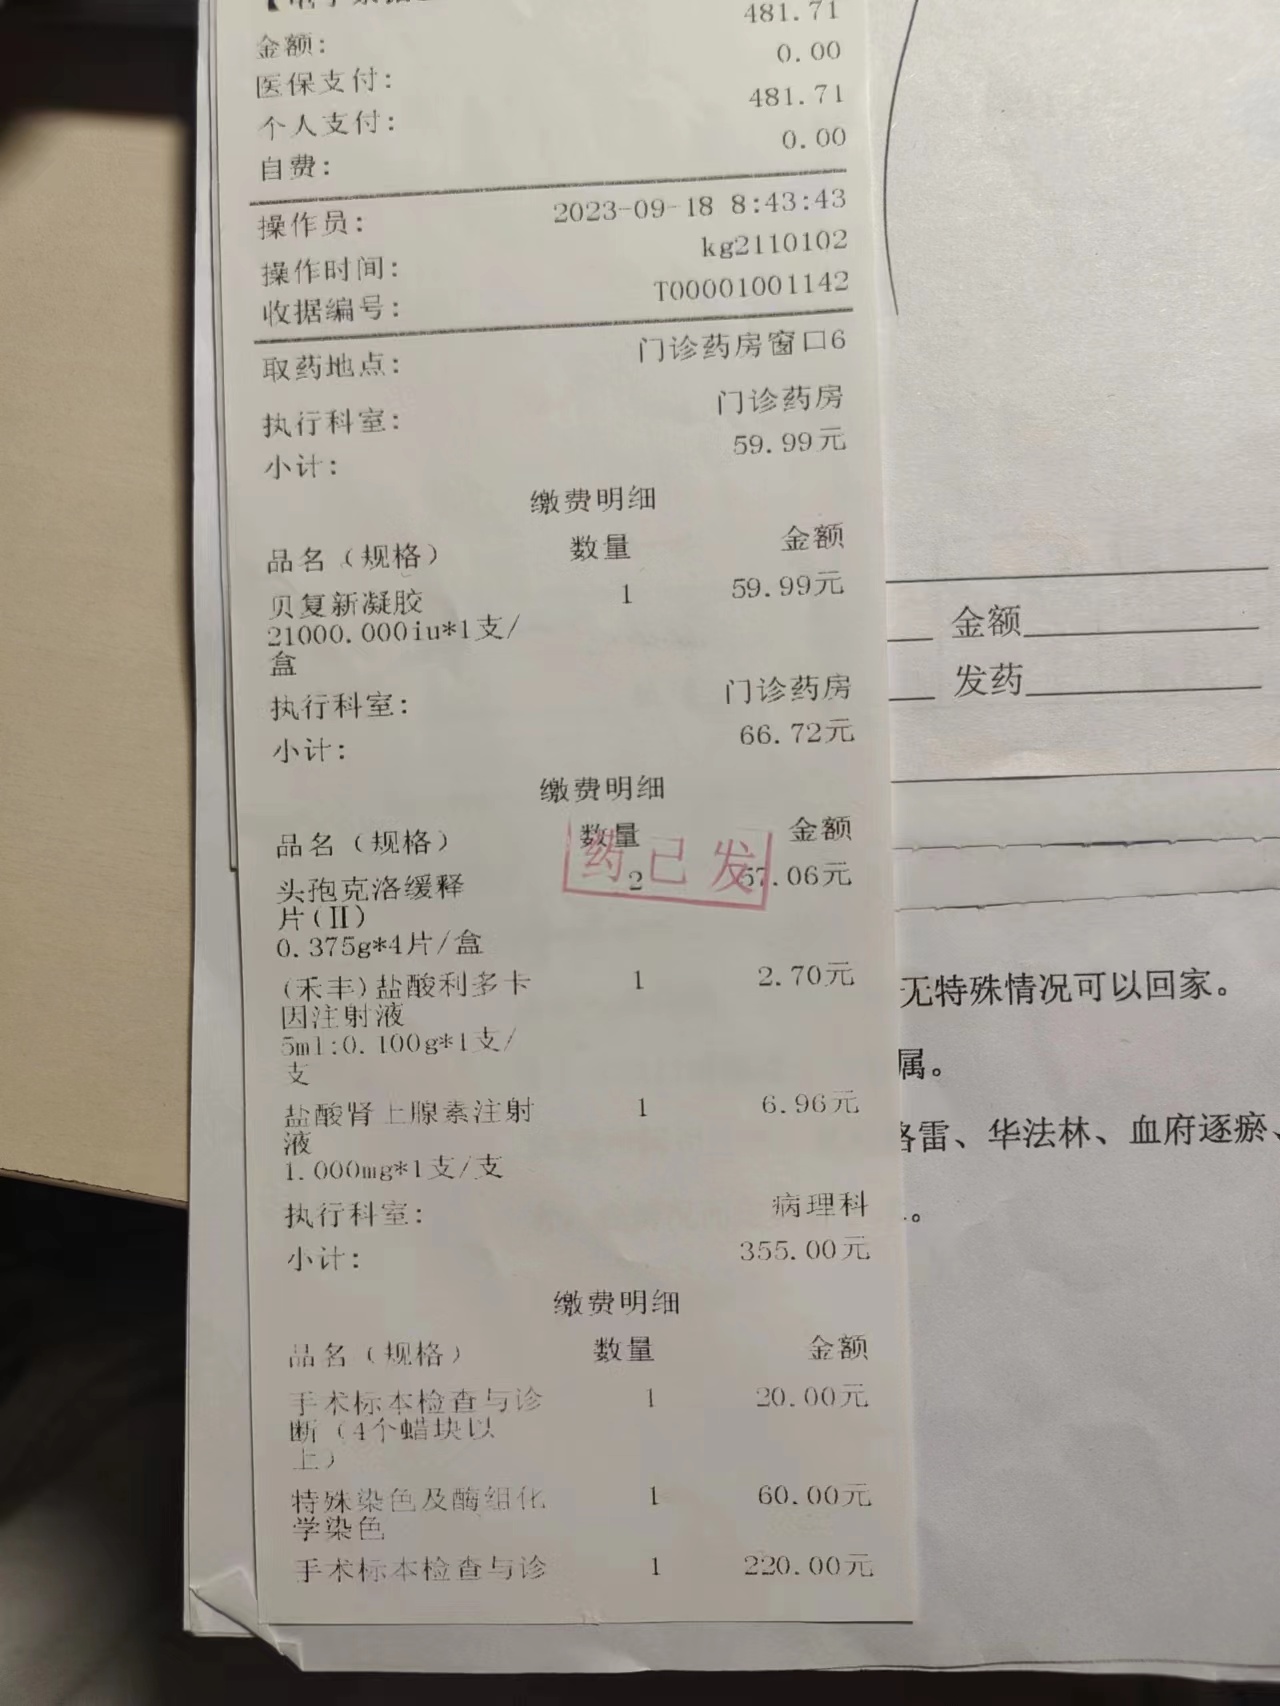 481.71
金额:
0.00
医保支付:
481.71
个人支付:
0.00
自费:
操作员:
2023-09-18 8:43:43
操作时间:
kg2110102
收据编号:
T00001001142
取药地点: 门诊药房窗口6
执行科室: 门诊药房
小计: 59.99元
缴费明细
品名（规格） 数量 金额
贝复新凝胶 1 59.99元
21000.000iu*1支/
盒
执行科室: 门诊药房
小计: 66.72元
缴费明细
品名（规格） 数量 金额
药已发
头孢克洛缓释 2 57.06元
片(II)
0.375g*4片/盒
(禾丰)盐酸利多卡 1 2.70元
因注射液
5ml:0.100g*1支/
支
盐酸肾上腺素注射 1 6.96元
液
1.000mg*1支/支
执行科室: 病理科
小计: 355.00元
缴费明细
品名（规格） 数量 金额
手术标本检查与诊 1 20.00元
断（4个蜡块以
上）
特殊染色及酶组化 1 60.00元
学染色
手术标本检查与诊 1 220.00元
金额
发药
无特殊情况可以回家。
属。
格雷、华法林、血府逐瘀、